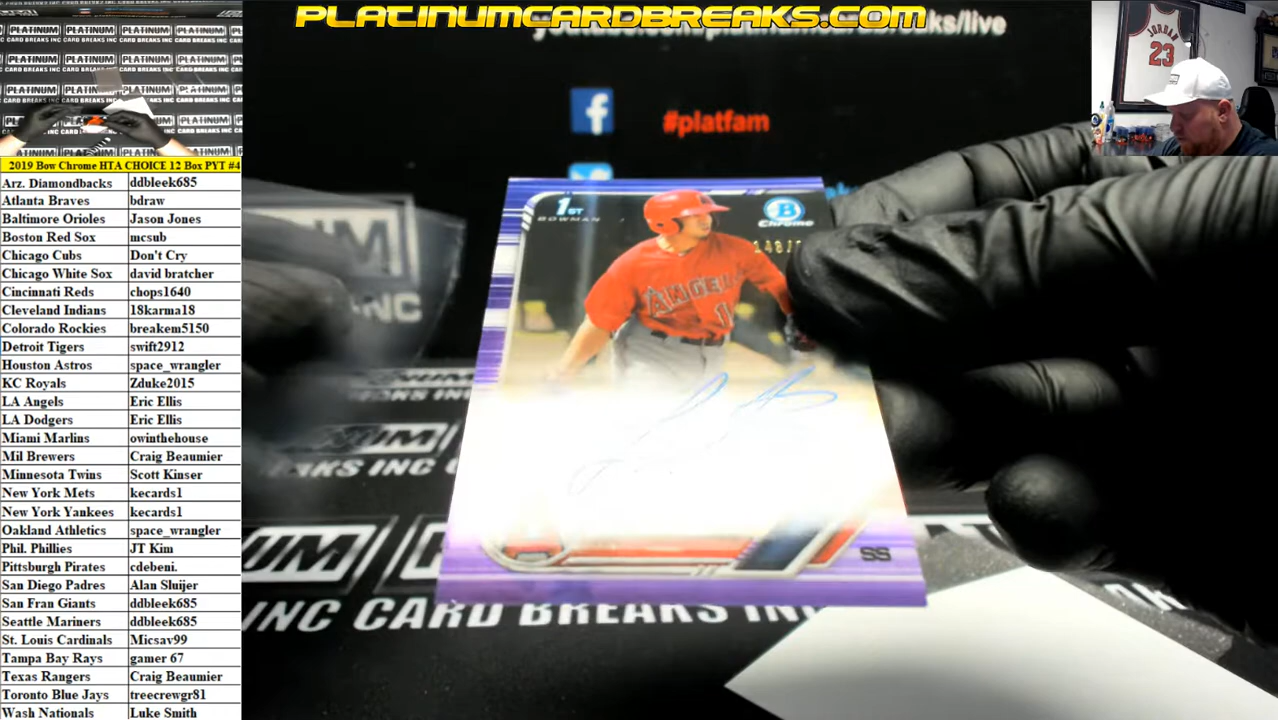 PLATINUMCARDBREAKS.COM
#platfam
JORDAN
23
2019 Bow Chrome HTA CHOICE 12 Box PYT #4
Arz. Diamondbacks ddbleek685
Atlanta Braves bdraw
Baltimore Orioles Jason Jones
Boston Red Sox mcsub
Chicago Cubs Don't Cry
Chicago White Sox david bratcher
Cincinnati Reds chops1640
Cleveland Indians 18karma18
Colorado Rockies breakem5150
Detroit Tigers swift2912
Houston Astros space_wrangler
KC Royals Zduke2015
LA Angels Eric Ellis
LA Dodgers Eric Ellis
Miami Marlins owinthehouse
Mil Brewers Craig Beaumier
Minnesota Twins Scott Kinser
New York Mets kecards1
New York Yankees kecards1
Oakland Athletics space_wrangler
Phil. Phillies JT Kim
Pittsburgh Pirates cdebeni.
San Diego Padres Alan Sluijer
San Fran Giants ddbleek685
Seattle Mariners ddbleek685
St. Louis Cardinals Micsav99
Tampa Bay Rays gamer 67
Texas Rangers Craig Beaumier
Toronto Blue Jays treecrewgr81
Wash Nationals Luke Smith
1ST
BOWMAN
B
Chrome
ANGELS
SS
INC CARD BREAKS IN